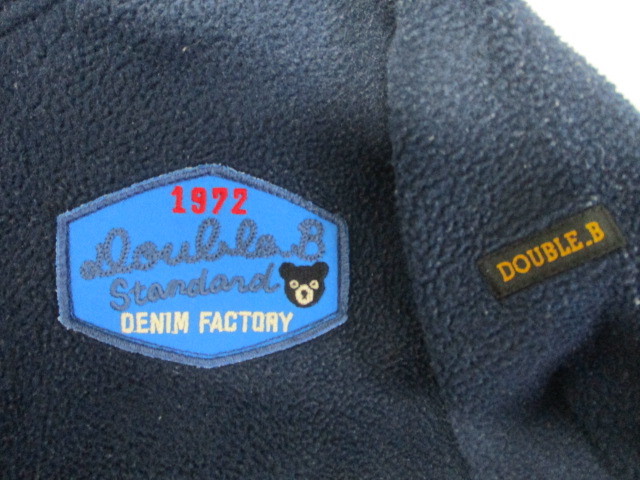 1972
Double.B
Standard
DENIM FACTORY
DOUBLE.B